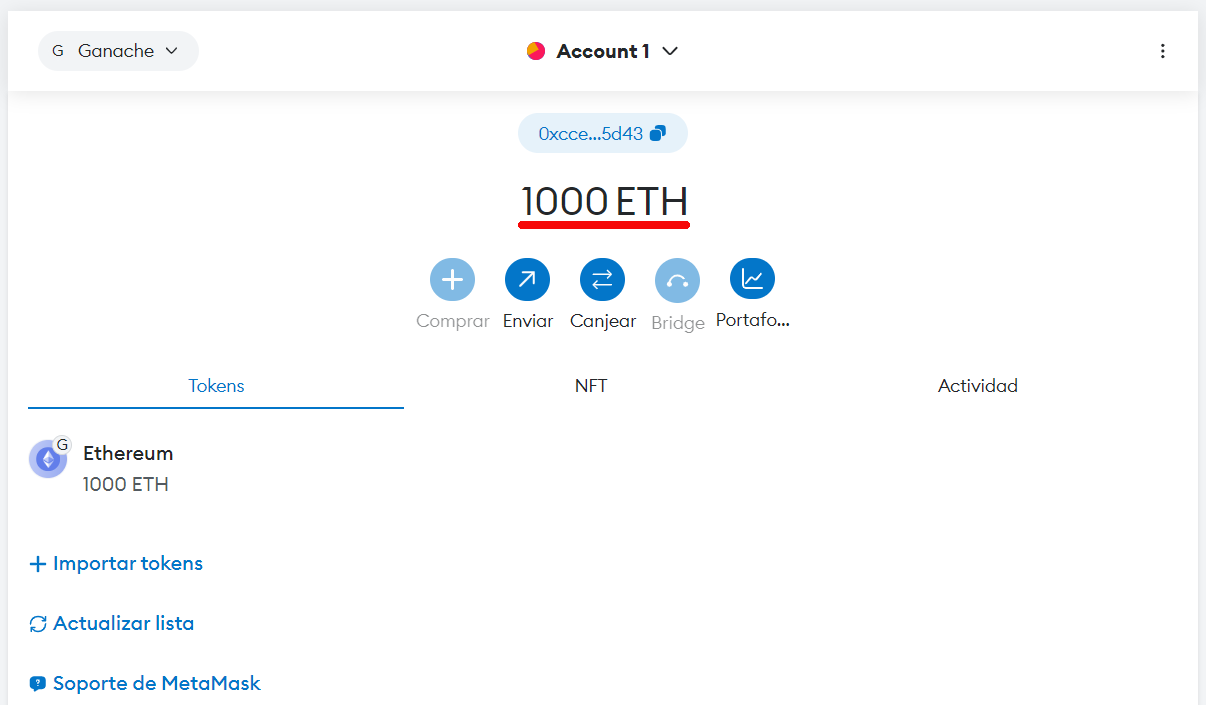 G Ganache
Account 1
0xcce...5d43
1000 ETH
Comprar Enviar Canjear Bridge Portafo...
Tokens NFT Actividad
G
Ethereum
1000 ETH
Importar tokens
Actualizar lista
Soporte de MetaMask